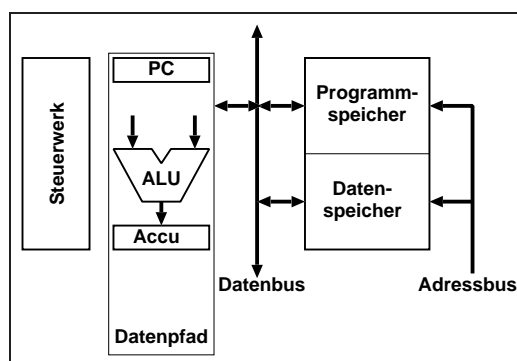 Steuerwerk
PC
ALU
Accu
Datenpfad
Datenbus
Programm-
speicher
Daten-
speicher
Adressbus